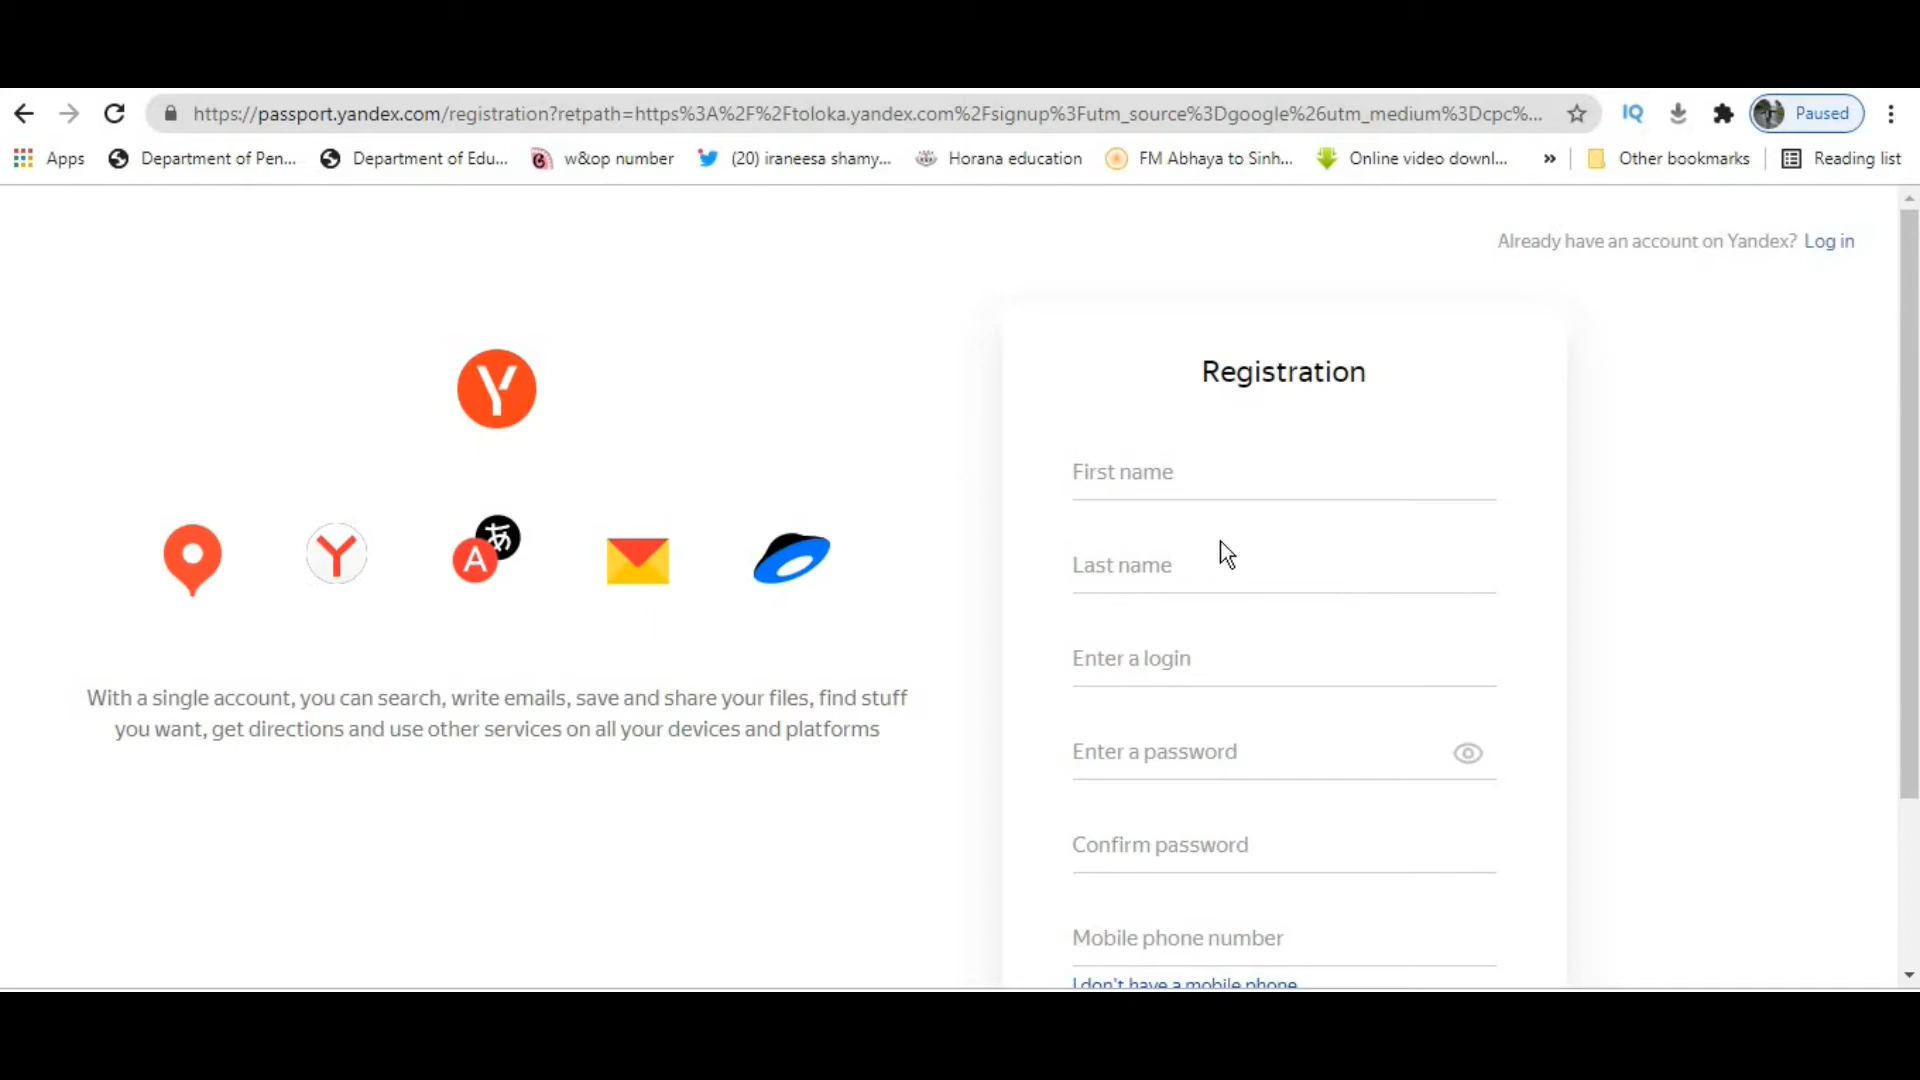 https://passport.yandex.com/registration?retpath=https%3A%2F%2Ftoloka.yandex.com%2Fsignup%3Futm_source%3Dgoogle%26utm_medium%3Dcpc%...
IQ
Paused
Apps
Department of Pen...
Department of Edu...
w&op number
(20) iraneesa shamy...
Horana education
FM Abhaya to Sinh...
Online video downl...
»
Other bookmarks
Reading list
Already have an account on Yandex? Log in
Y
Y
A あ
With a single account, you can search, write emails, save and share your files, find stuff
you want, get directions and use other services on all your devices and platforms
Registration
First name
Last name
Enter a login
Enter a password
Confirm password
Mobile phone number
I don't have a mobile phone